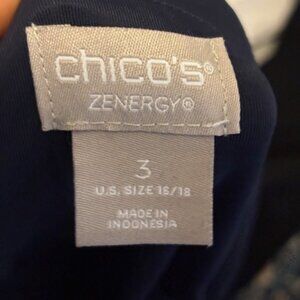 chico's®
ZENERGY®
3
U.S. SIZE 16/18
MADE IN
INDONESIA